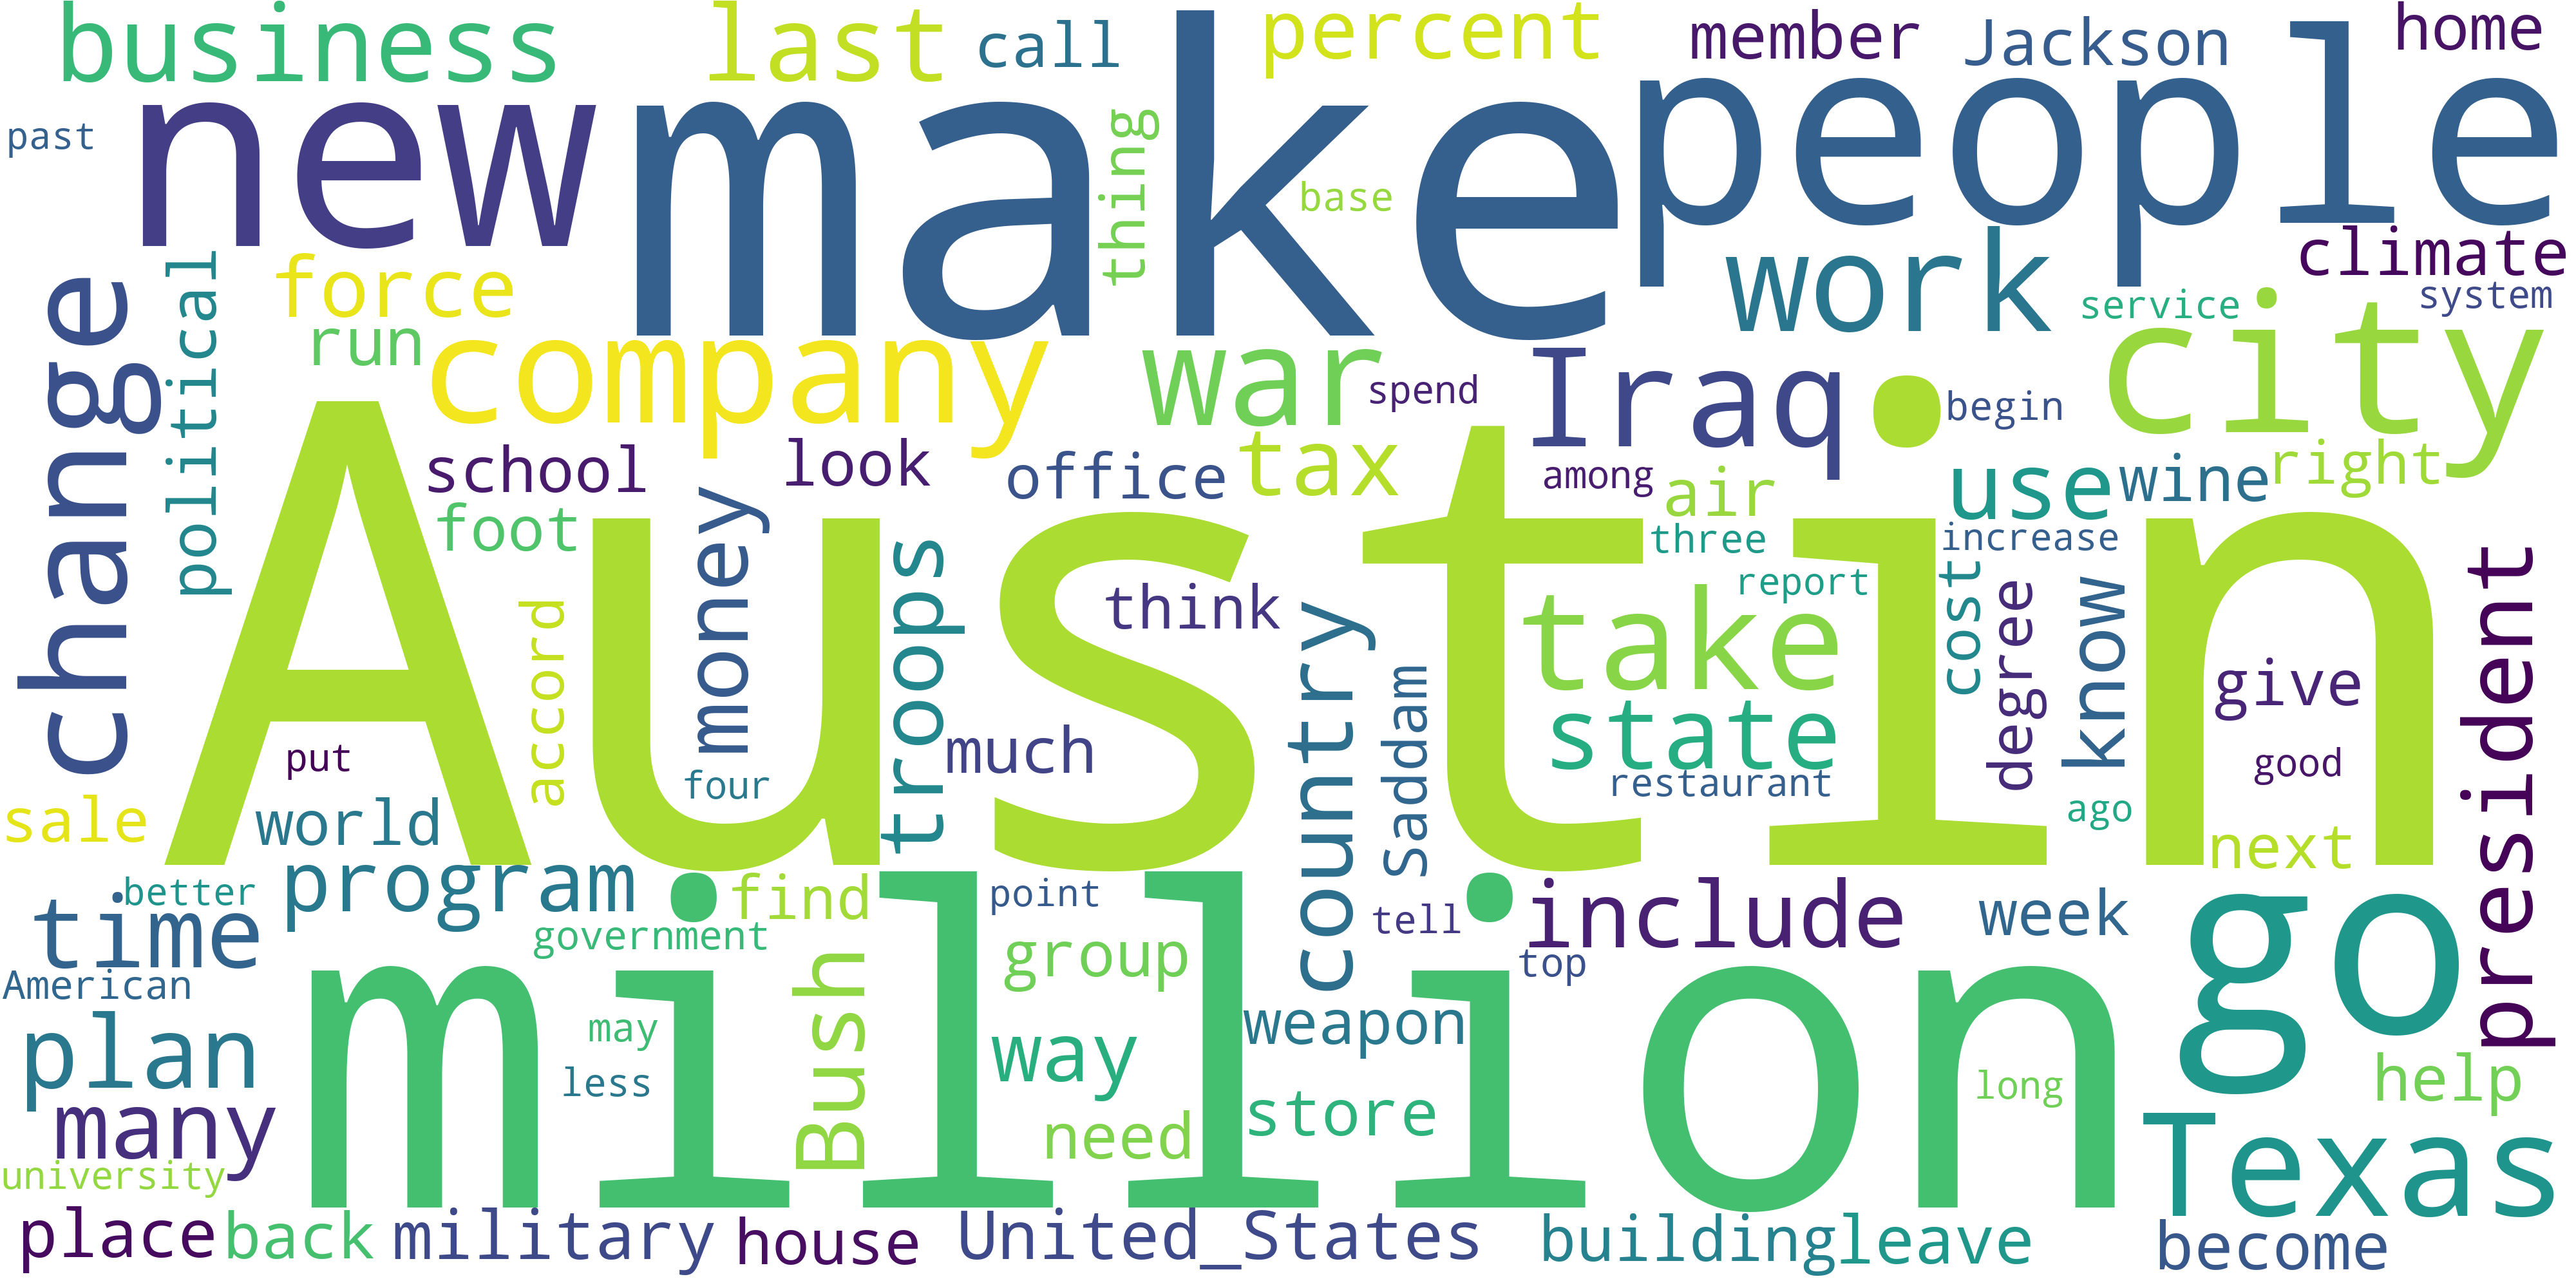 business
last
call
percent
member
Jackson
home
past
new
make
people
thing
base
political
force
run
work
climate
service
system
change
company
war
spend
Iraq
begin
city
school
look
office
tax
among
air
use
wine
right
foot
money
troops
Austin
three
increase
accord
think
country
take
report
cost
degree
know
president
Saddam
state
give
put
four
much
restaurant
good
sale
world
ago
next
program
better
find
point
time
government
group
tell
include
top
week
go
American
million
plan
may
Bush
way
weapon
less
long
help
many
need
store
Texas
university
place
back
military
house
United_States
building
leave
become